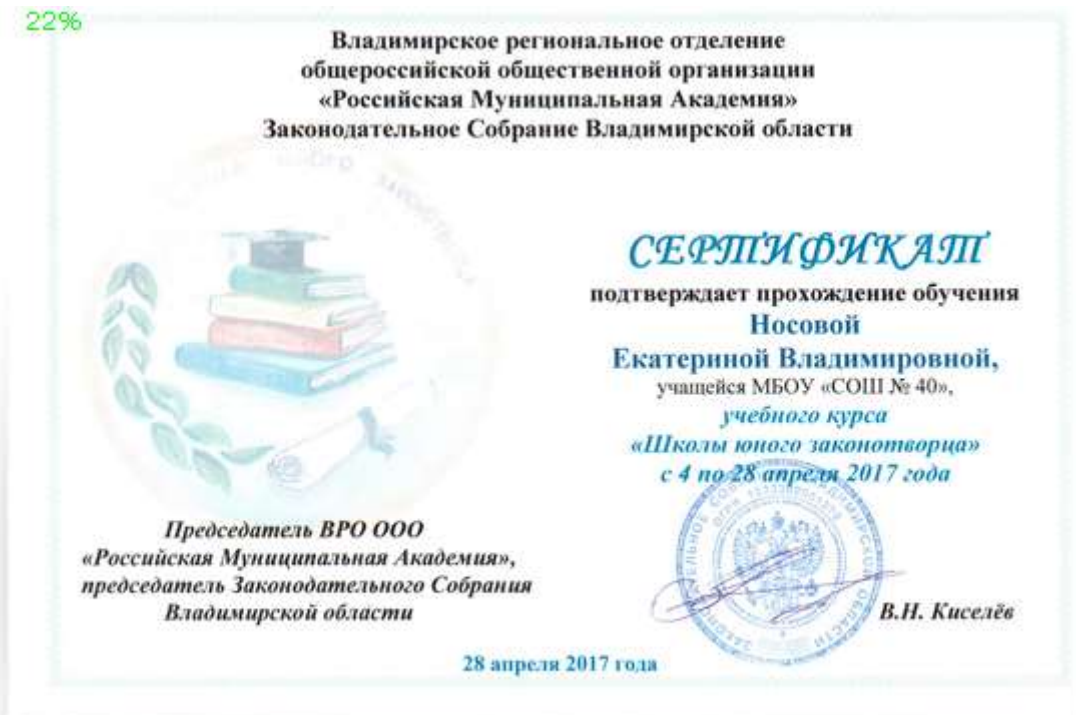 22%
Владимирское региональное отделение
общероссийской общественной организации
«Российская Муниципальная Академия»
Законодательное Собрание Владимирской области
СЕРТИФИКАТ
подтверждает прохождение обучения
Носовой
Екатериной Владимировной,
учащейся МБОУ «СОШ № 40»,
учебного курса
«Школы юного законотворца»
с 4 по 28 апреля 2017 года
Председатель ВРО ООО
«Российская Муниципальная Академия»,
председатель Законодательного Собрания
Владимирской области
В.Н. Киселёв
28 апреля 2017 года